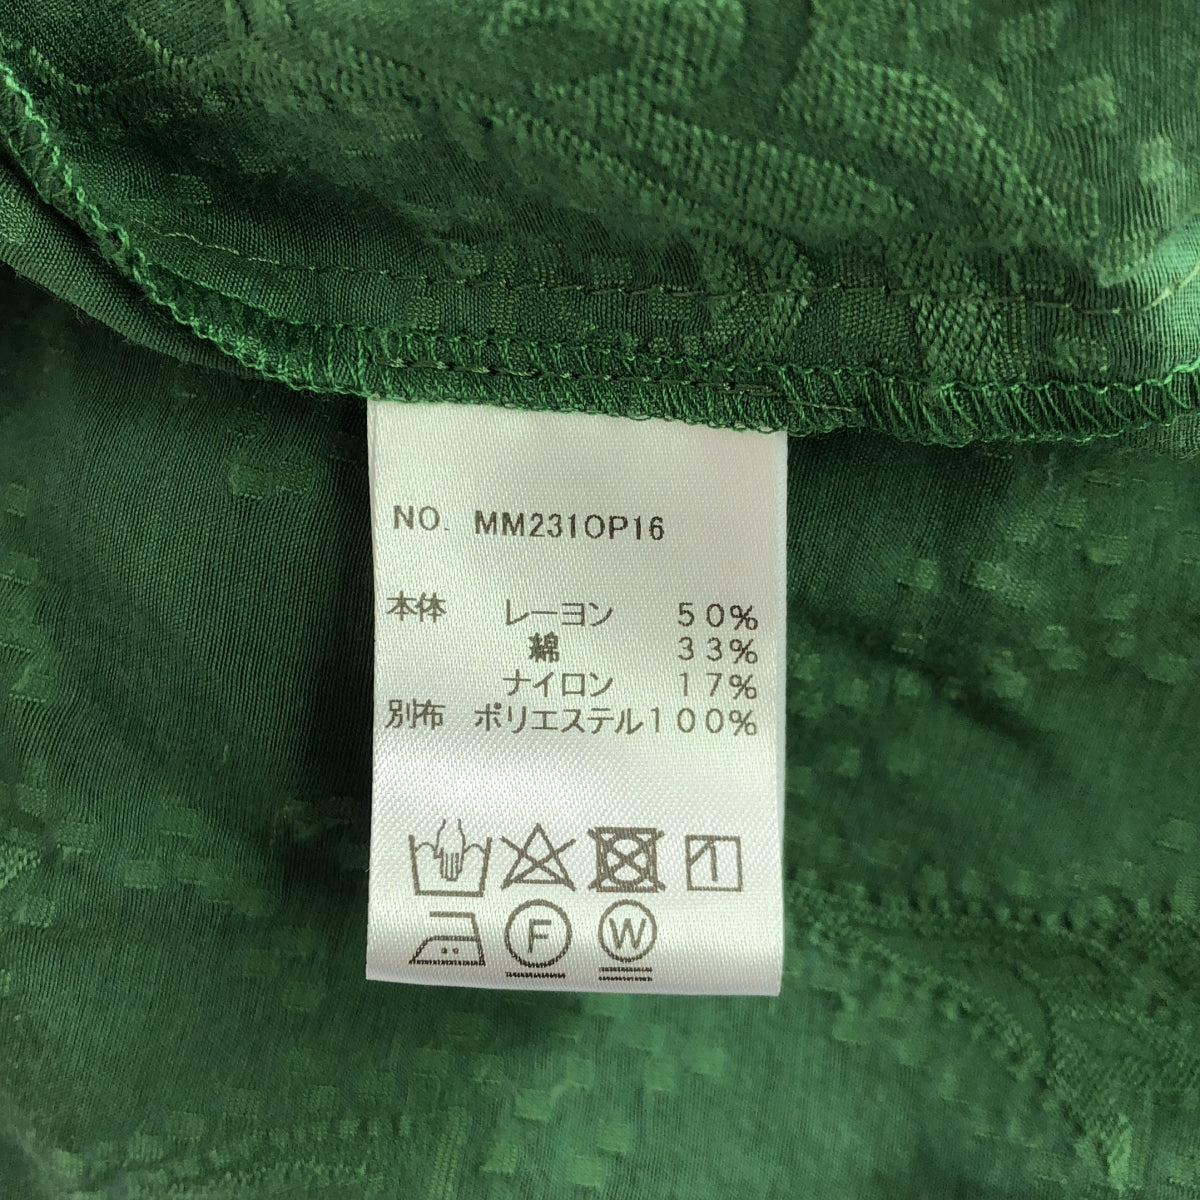 NO. MM231OP16
本体 レーヨン 50%
綿 33%
ナイロン 17%
別布 ポリエステル100%
F W